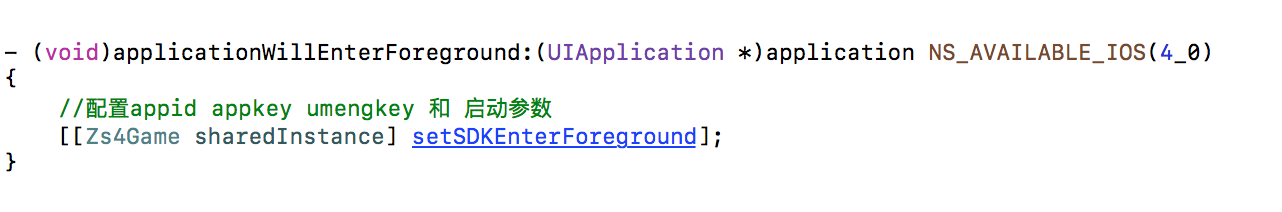 - (void)applicationWillEnterForeground:(UIApplication *)application NS_AVAILABLE_IOS(4_0)
{
    //配置appid appkey umengkey 和 启动参数
    [[Zs4Game sharedInstance] setSDKEnterForeground];
}